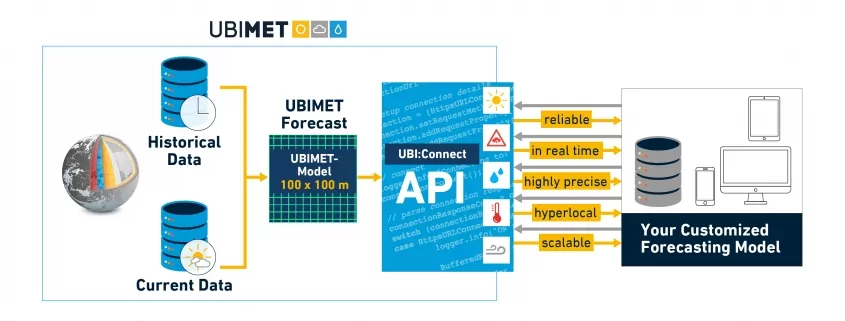 UBIMET
Historical
Data
Current Data
UBIMET
Forecast
UBIMET-
Model
100 x 100 m
UBI:Connect
API
reliable
in real time
highly precise
hyperlocal
scalable
Your Customized
Forecasting Model